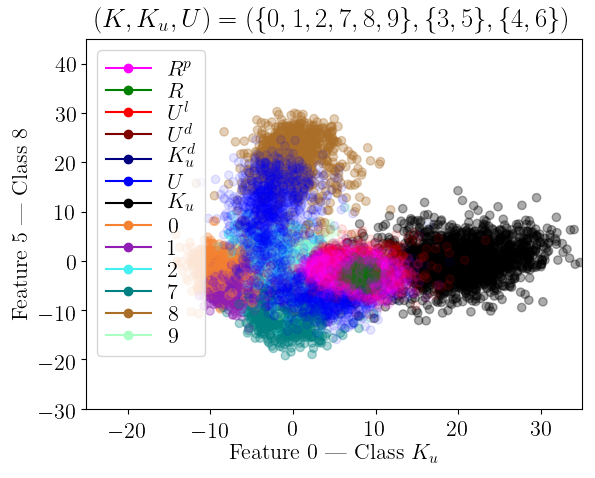 (K, K_u, U) = ({0, 1, 2, 7, 8, 9}, {3, 5}, {4, 6})
40
30
20
10
0
−10
−20
−30
Feature 5 — Class 8
R^p
R
U^l
U^d
K_u^d
U
K_u
0
1
2
7
8
9
−20 −10 0 10 20 30
Feature 0 — Class K_u